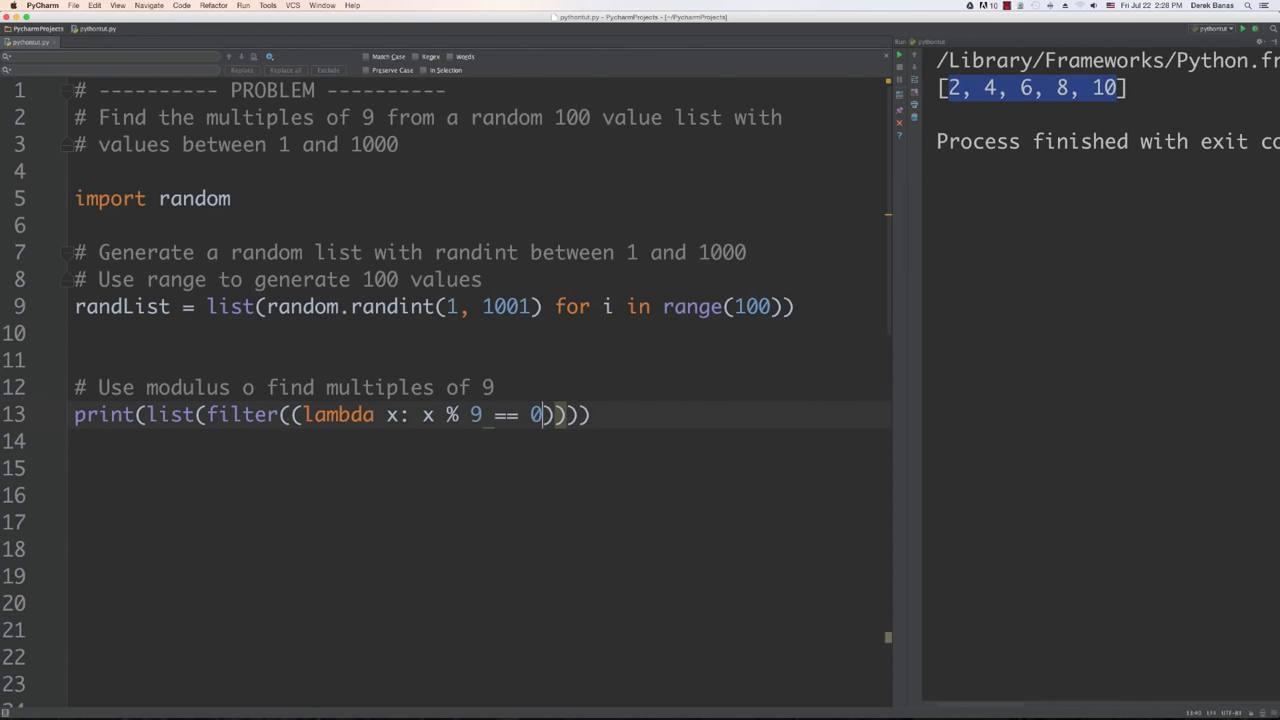 PyCharm File Edit View Navigate Code Refactor Run Tools VCS Window Help 10 Fri Jul 22 2:28 PM Derek Banas
pythontut.py - PycharmProjects - [~/PycharmProjects]
PycharmProjects pythontut.py pythontut
pythontut.py Run pythontut
Match Case Regex Words
Replace Replace all Exclude Preserve Case In Selection
1 # ---------- PROBLEM ----------
2 # Find the multiples of 9 from a random 100 value list with
3 # values between 1 and 1000
4
5 import random
6
7 # Generate a random list with randint between 1 and 1000
8 # Use range to generate 100 values
9 randList = list(random.randint(1, 1001) for i in range(100))
10
11
12 # Use modulus o find multiples of 9
13 print(list(filter((lambda x: x % 9 == 0))))
14
15
16
17
18
19
20
21
22
23
/Library/Frameworks/Python.fr
[2, 4, 6, 8, 10]
Process finished with exit co
13:40 LF‡ UTF-8‡